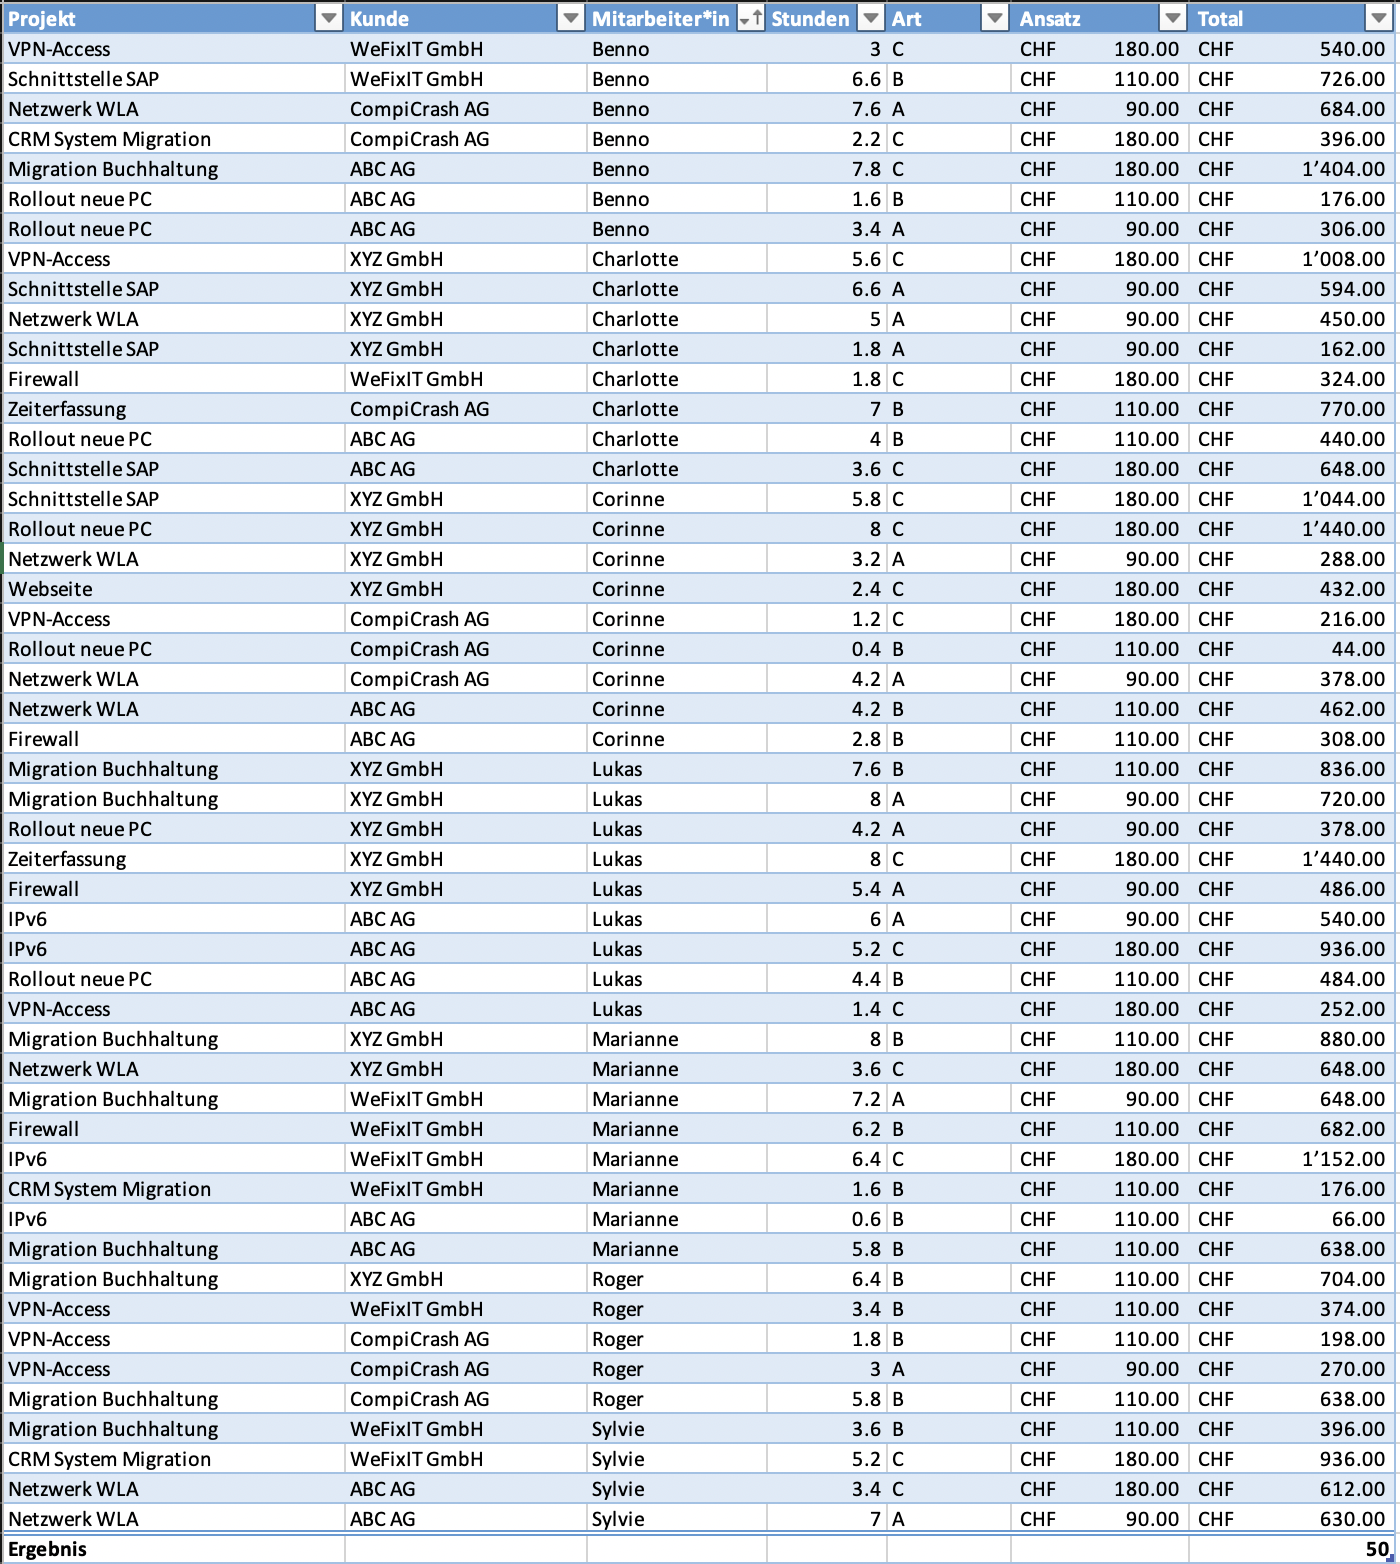 Projekt Kunde Mitarbeiter*in Stunden Art Ansatz Total
VPN-Access WeFixIT GmbH Benno 3 C CHF 180.00 CHF 540.00
Schnittstelle SAP WeFixIT GmbH Benno 6.6 B CHF 110.00 CHF 726.00
Netzwerk WLA CompiCrash AG Benno 7.6 A CHF 90.00 CHF 684.00
CRM System Migration CompiCrash AG Benno 2.2 C CHF 180.00 CHF 396.00
Migration Buchhaltung ABC AG Benno 7.8 C CHF 180.00 CHF 1’404.00
Rollout neue PC ABC AG Benno 1.6 B CHF 110.00 CHF 176.00
Rollout neue PC ABC AG Benno 3.4 A CHF 90.00 CHF 306.00
VPN-Access XYZ GmbH Charlotte 5.6 C CHF 180.00 CHF 1’008.00
Schnittstelle SAP XYZ GmbH Charlotte 6.6 A CHF 90.00 CHF 594.00
Netzwerk WLA XYZ GmbH Charlotte 5 A CHF 90.00 CHF 450.00
Schnittstelle SAP XYZ GmbH Charlotte 1.8 A CHF 90.00 CHF 162.00
Firewall WeFixIT GmbH Charlotte 1.8 C CHF 180.00 CHF 324.00
Zeiterfassung CompiCrash AG Charlotte 7 B CHF 110.00 CHF 770.00
Rollout neue PC ABC AG Charlotte 4 B CHF 110.00 CHF 440.00
Schnittstelle SAP ABC AG Charlotte 3.6 C CHF 180.00 CHF 648.00
Schnittstelle SAP XYZ GmbH Corinne 5.8 C CHF 180.00 CHF 1’044.00
Rollout neue PC XYZ GmbH Corinne 8 C CHF 180.00 CHF 1’440.00
Netzwerk WLA XYZ GmbH Corinne 3.2 A CHF 90.00 CHF 288.00
Webseite XYZ GmbH Corinne 2.4 C CHF 180.00 CHF 432.00
VPN-Access CompiCrash AG Corinne 1.2 C CHF 180.00 CHF 216.00
Rollout neue PC CompiCrash AG Corinne 0.4 B CHF 110.00 CHF 44.00
Netzwerk WLA CompiCrash AG Corinne 4.2 A CHF 90.00 CHF 378.00
Netzwerk WLA ABC AG Corinne 4.2 B CHF 110.00 CHF 462.00
Firewall ABC AG Corinne 2.8 B CHF 110.00 CHF 308.00
Migration Buchhaltung XYZ GmbH Lukas 7.6 B CHF 110.00 CHF 836.00
Migration Buchhaltung XYZ GmbH Lukas 8 A CHF 90.00 CHF 720.00
Rollout neue PC XYZ GmbH Lukas 4.2 A CHF 90.00 CHF 378.00
Zeiterfassung XYZ GmbH Lukas 8 C CHF 180.00 CHF 1’440.00
Firewall XYZ GmbH Lukas 5.4 A CHF 90.00 CHF 486.00
IPv6 ABC AG Lukas 6 A CHF 90.00 CHF 540.00
IPv6 ABC AG Lukas 5.2 C CHF 180.00 CHF 936.00
Rollout neue PC ABC AG Lukas 4.4 B CHF 110.00 CHF 484.00
VPN-Access ABC AG Lukas 1.4 C CHF 180.00 CHF 252.00
Migration Buchhaltung XYZ GmbH Marianne 8 B CHF 110.00 CHF 880.00
Netzwerk WLA XYZ GmbH Marianne 3.6 C CHF 180.00 CHF 648.00
Migration Buchhaltung WeFixIT GmbH Marianne 7.2 A CHF 90.00 CHF 648.00
Firewall WeFixIT GmbH Marianne 6.2 B CHF 110.00 CHF 682.00
IPv6 WeFixIT GmbH Marianne 6.4 C CHF 180.00 CHF 1’152.00
CRM System Migration WeFixIT GmbH Marianne 1.6 B CHF 110.00 CHF 176.00
IPv6 ABC AG Marianne 0.6 B CHF 110.00 CHF 66.00
Migration Buchhaltung ABC AG Marianne 5.8 B CHF 110.00 CHF 638.00
Migration Buchhaltung XYZ GmbH Roger 6.4 B CHF 110.00 CHF 704.00
VPN-Access WeFixIT GmbH Roger 3.4 B CHF 110.00 CHF 374.00
VPN-Access CompiCrash AG Roger 1.8 B CHF 110.00 CHF 198.00
VPN-Access CompiCrash AG Roger 3 A CHF 90.00 CHF 270.00
Migration Buchhaltung CompiCrash AG Roger 5.8 B CHF 110.00 CHF 638.00
Migration Buchhaltung WeFixIT GmbH Sylvie 3.6 B CHF 110.00 CHF 396.00
CRM System Migration WeFixIT GmbH Sylvie 5.2 C CHF 180.00 CHF 936.00
Netzwerk WLA ABC AG Sylvie 3.4 C CHF 180.00 CHF 612.00
Netzwerk WLA ABC AG Sylvie 7 A CHF 90.00 CHF 630.00
Ergebnis 50